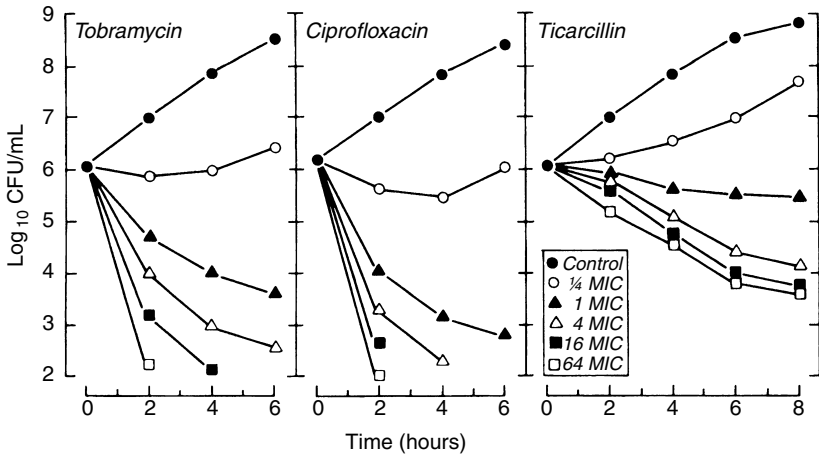 Tobramycin
Ciprofloxacin
Ticarcillin
Log10 CFU/mL
9
8
7
6
5
4
3
2
0 2 4 6
0 2 4 6
0 2 4 6 8
Control
¼ MIC
1 MIC
4 MIC
16 MIC
64 MIC
Time (hours)